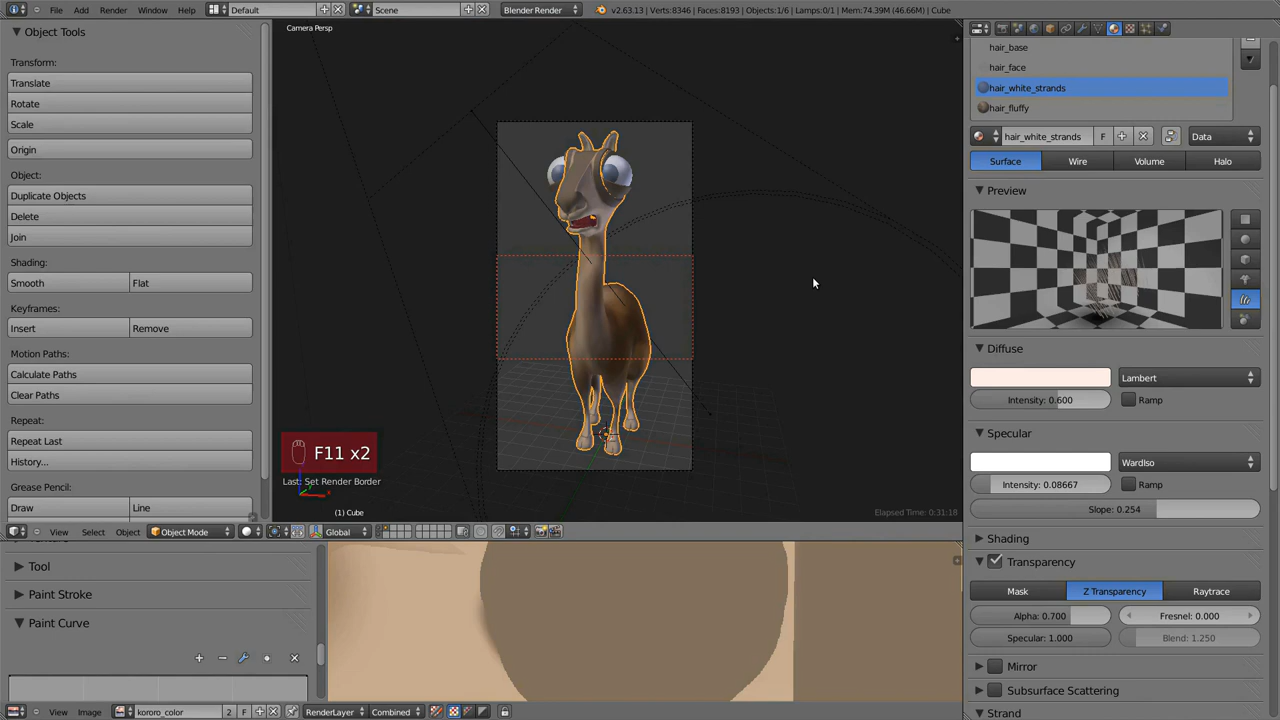 File Add Render Window Help Default Scene Blender Render v2.63.13 | Verts:8346 | Faces:8193 | Objects:1/6 | Lamps:0/1 | Mem:74.39M (46.66M) | Cube
Object Tools
Transform:
Translate
Rotate
Scale
Origin
Object:
Duplicate Objects
Delete
Join
Shading:
Smooth Flat
Keyframes:
Insert Remove
Motion Paths:
Calculate Paths
Clear Paths
Repeat:
Repeat Last
History...
Grease Pencil:
Draw Line
Camera Persp
F11 x2
Last: Set Render Border
(1) Cube
Elapsed Time: 0:31:18
View Select Object Object Mode Global
Tool
Paint Stroke
Paint Curve
View Image kororo_color 2 F RenderLayer Combined
hair_base
hair_face
hair_white_strands
hair_fluffy
hair_white_strands F Data
Surface Wire Volume Halo
Preview
Diffuse
Lambert
Intensity: 0.600 Ramp
Specular
WardIso
Intensity: 0.08667 Ramp
Slope: 0.254
Shading
Transparency
Mask Z Transparency Raytrace
Alpha: 0.700 Fresnel: 0.000
Specular: 1.000 Blend: 1.250
Mirror
Subsurface Scattering
Strand